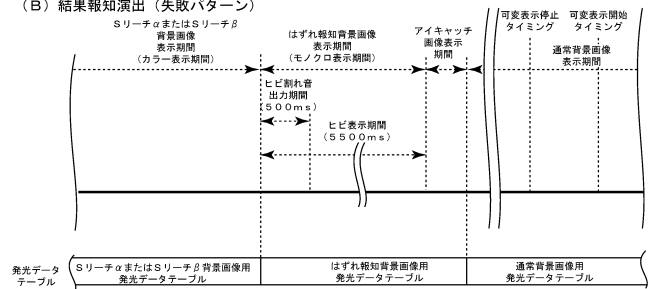 (B) 結果報知演出(失敗パターン)
SリーチαまたはSリーチβ
背景画像
表示期間
(カラー表示期間)
はずれ報知背景画像
表示期間
(モノクロ表示期間)
アイキャッチ
画像表示
期間
可変表示停止
タイミング
可変表示開始
タイミング
通常背景画像
表示期間
ヒビ割れ音
出力期間
(500ms)
ヒビ表示期間
(5500ms)
発光データ
テーブル
SリーチαまたはSリーチβ背景画像用
発光データテーブル
はずれ報知背景画像用
発光データテーブル
通常背景画像用
発光データテーブル